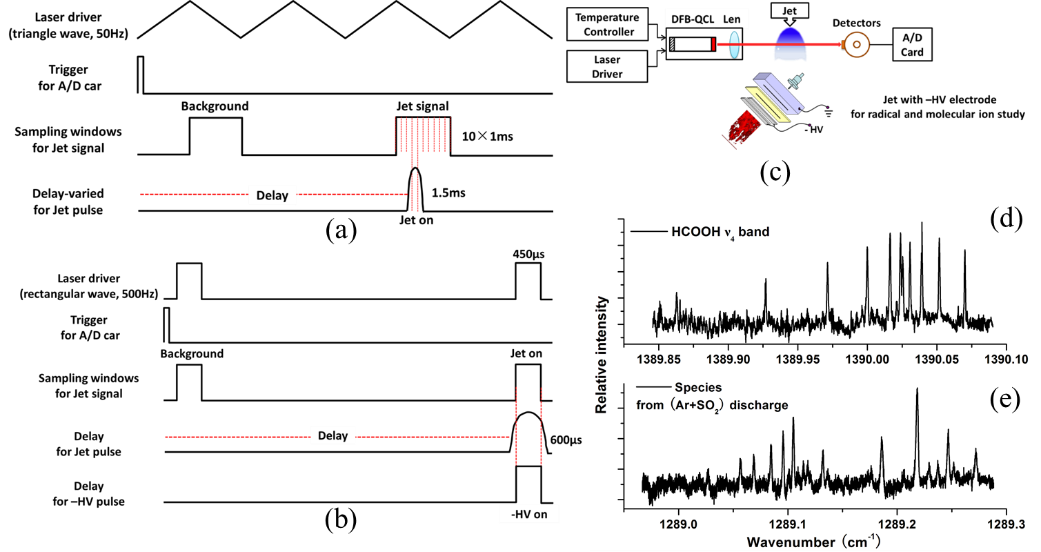 Laser driver
(triangle wave, 50Hz)
Trigger
for A/D car
Background
Jet signal
Sampling windows
for Jet signal
10×1ms
Delay-varied
for Jet pulse
Delay
1.5ms
Jet on
(a)
Laser driver
(rectangular wave, 500Hz)
450μs
Trigger
for A/D car
Background
Jet on
Sampling windows
for Jet signal
Delay
for Jet pulse
Delay
600μs
Delay
for –HV pulse
-HV on
(b)
Temperature
Controller
Laser
Driver
DFB-QCL
Len
Jet
Detectors
A/D
Card
- HV
Jet with –HV electrode
for radical and molecular ion study
(c)
(d)
HCOOH ν4 band
1389.85 1389.90 1389.95 1390.00 1390.05 1390.10
Relative intensity
(e)
Species
from (Ar+SO2) discharge
1289.0 1289.1 1289.2 1289.3
Wavenumber (cm-1)